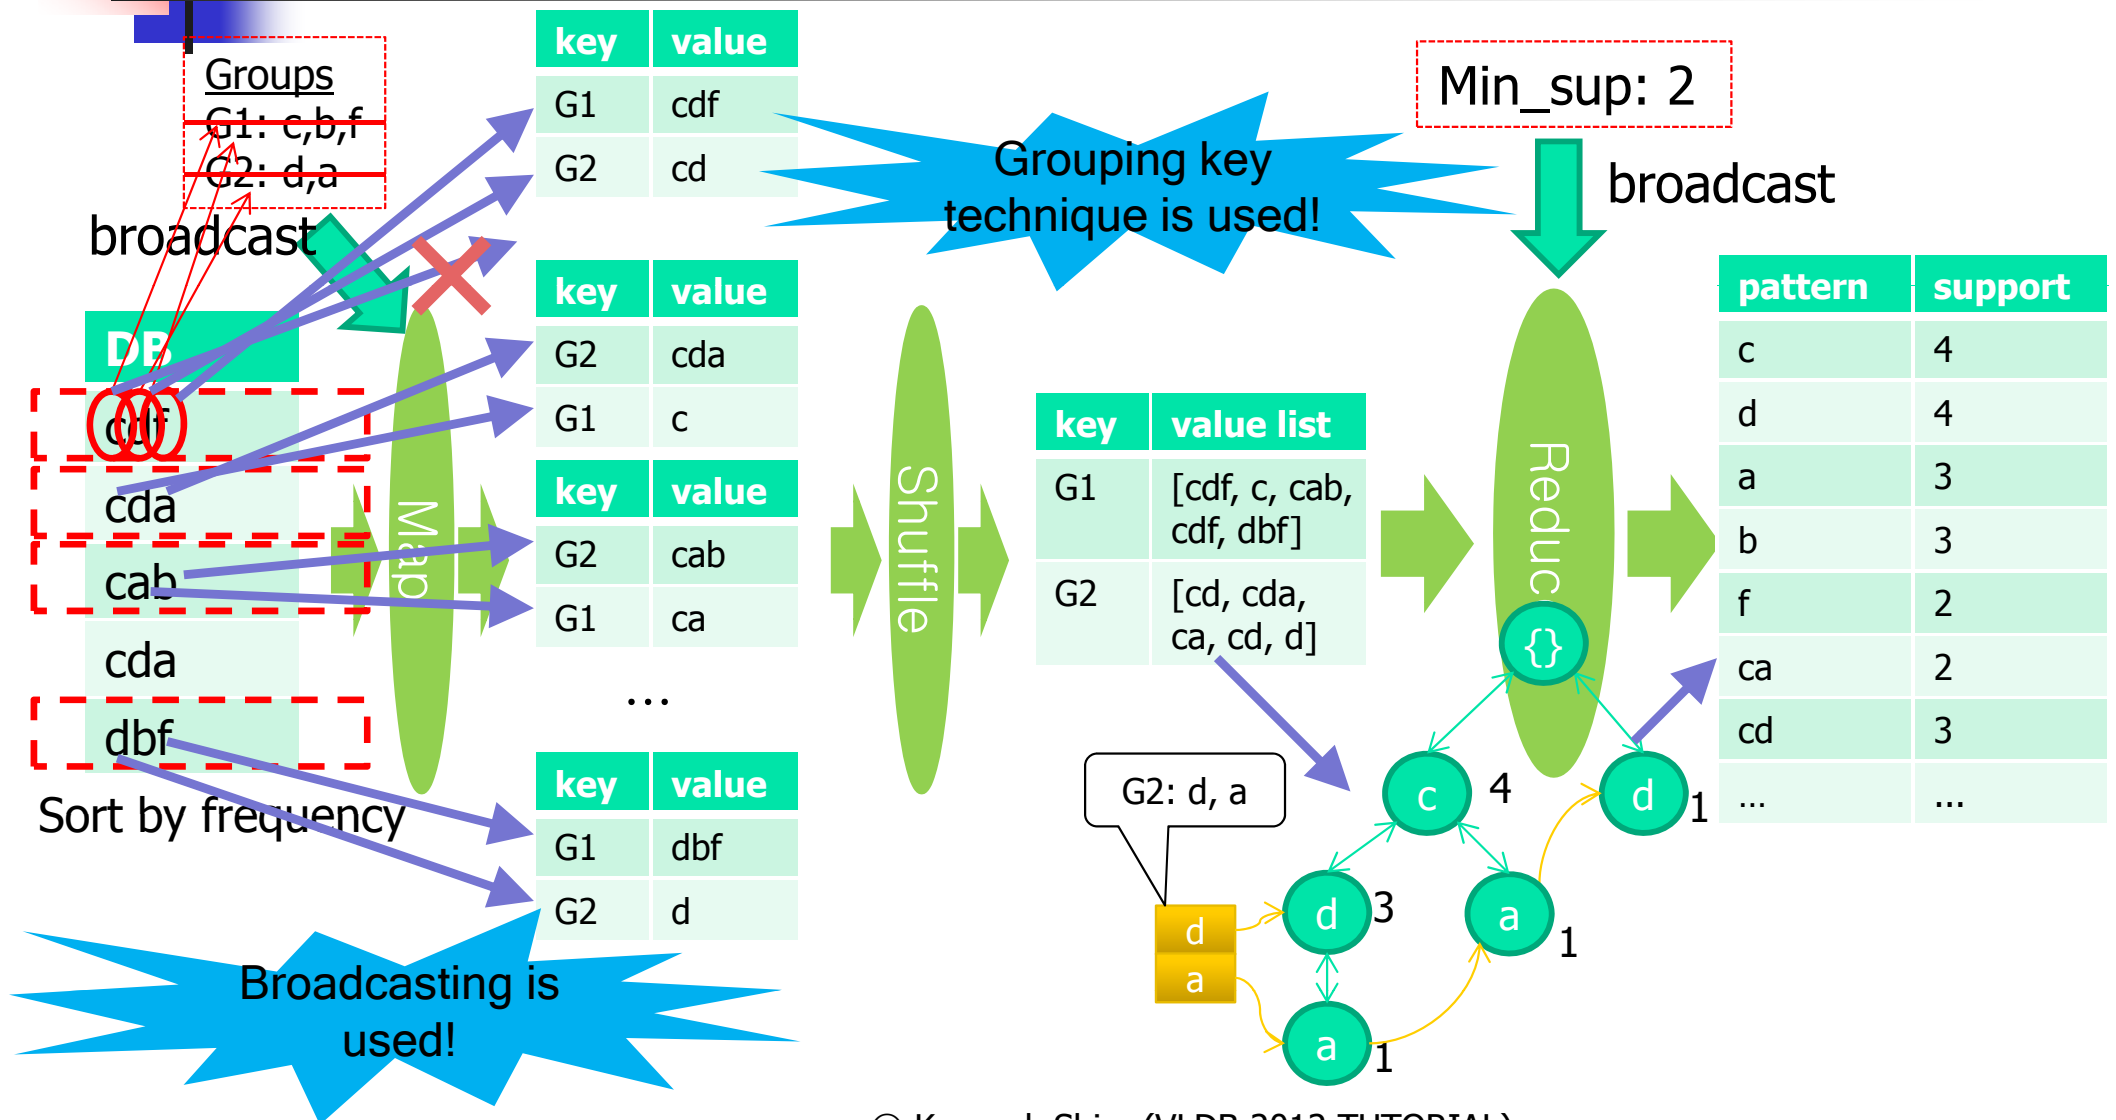 Groups
G1: c,b,f
G2: d,a
broadcast
DB
cdf
cda
cab
cda
dbf
Sort by frequency
Map
key value
G1 cdf
G2 cd
key value
G2 cda
G1 c
key value
G2 cab
G1 ca
...
key value
G1 dbf
G2 d
Broadcasting is
used!
Grouping key
technique is used!
Shuffle
key value list
G1 [cdf, c, cab,
cdf, dbf]
G2 [cd, cda,
ca, cd, d]
Min_sup: 2
broadcast
Reduc
{}
c 4
d 1
d 3
a 1
a 1
G2: d, a
d
a
pattern support
c 4
d 4
a 3
b 3
f 2
ca 2
cd 3
... ...
(VLDB 2012 TUTORIAL)